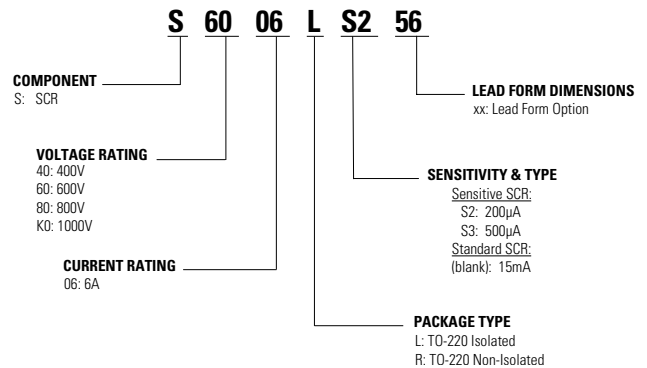 S 60 06 L S2 56
COMPONENT
S: SCR
VOLTAGE RATING
40: 400V
60: 600V
80: 800V
K0: 1000V
CURRENT RATING
06: 6A
LEAD FORM DIMENSIONS
xx: Lead Form Option
SENSITIVITY & TYPE
Sensitive SCR:
S2: 200µA
S3: 500µA
Standard SCR:
(blank): 15mA
PACKAGE TYPE
L: TO-220 Isolated
R: TO-220 Non-Isolated